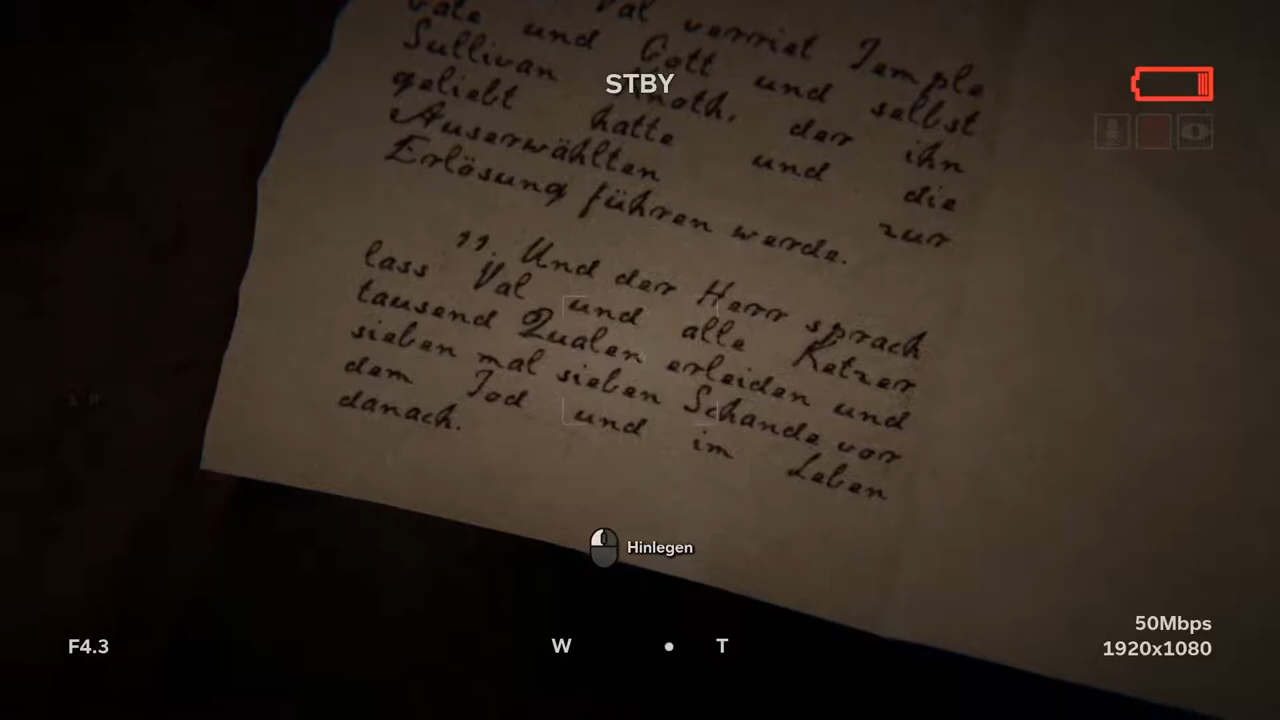 Val verriet Temple
Gate und Gott und selbst
Sullivan Knoth, der ihn
geliebt hatte und die
Auserwählten zur
Erlösung führen werde.
11. Und der Herr sprach
lass Val und alle Ketzer
tausend Qualen erleiden und
sieben mal sieben Schande vor
dem Tod und im Leben
danach.
STBY
Hinlegen
F4.3
W T
50Mbps
1920x1080